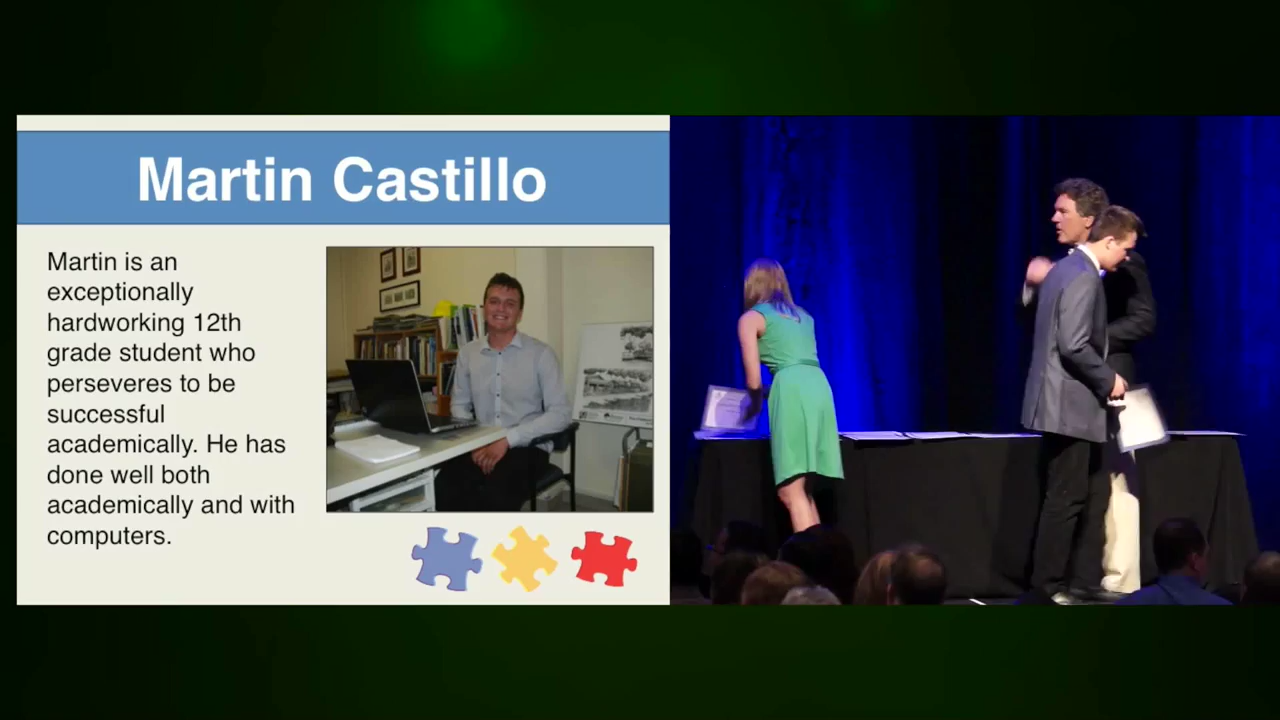 Martin Castillo
Martin is an
exceptionally
hardworking 12th
grade student who
perseveres to be
successful
academically. He has
done well both
academically and with
computers.